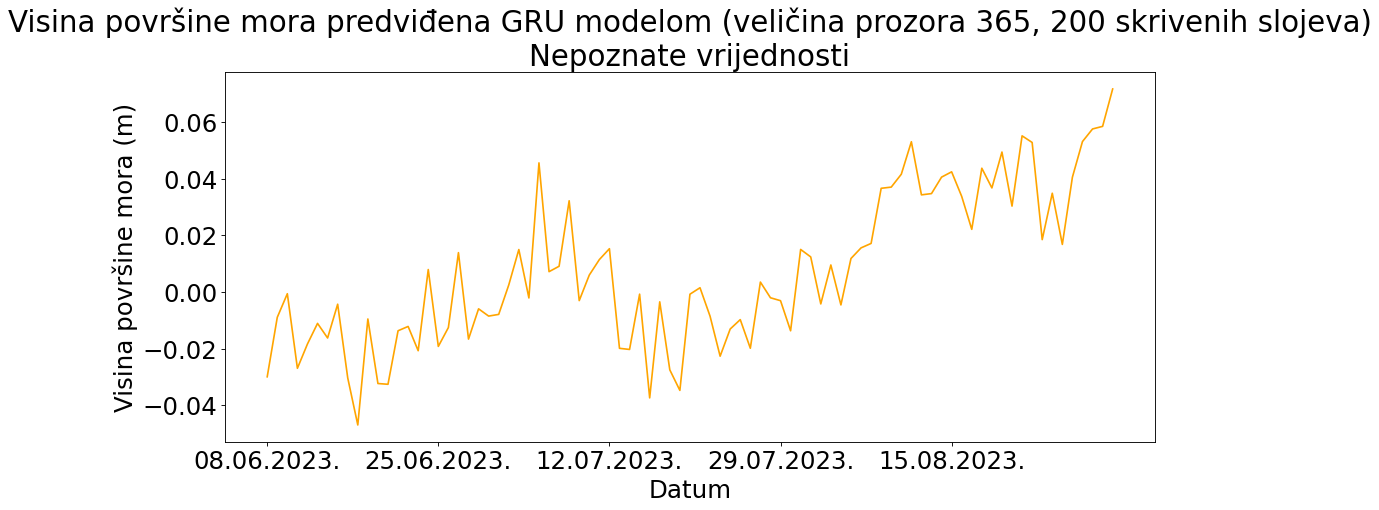 Visina površine mora predviđena GRU modelom (veličina prozora 365, 200 skrivenih slojeva)
Nepoznate vrijednosti
Visina površine mora (m)
0.06
0.04
0.02
0.00
−0.02
−0.04
08.06.2023. 25.06.2023. 12.07.2023. 29.07.2023. 15.08.2023.
Datum